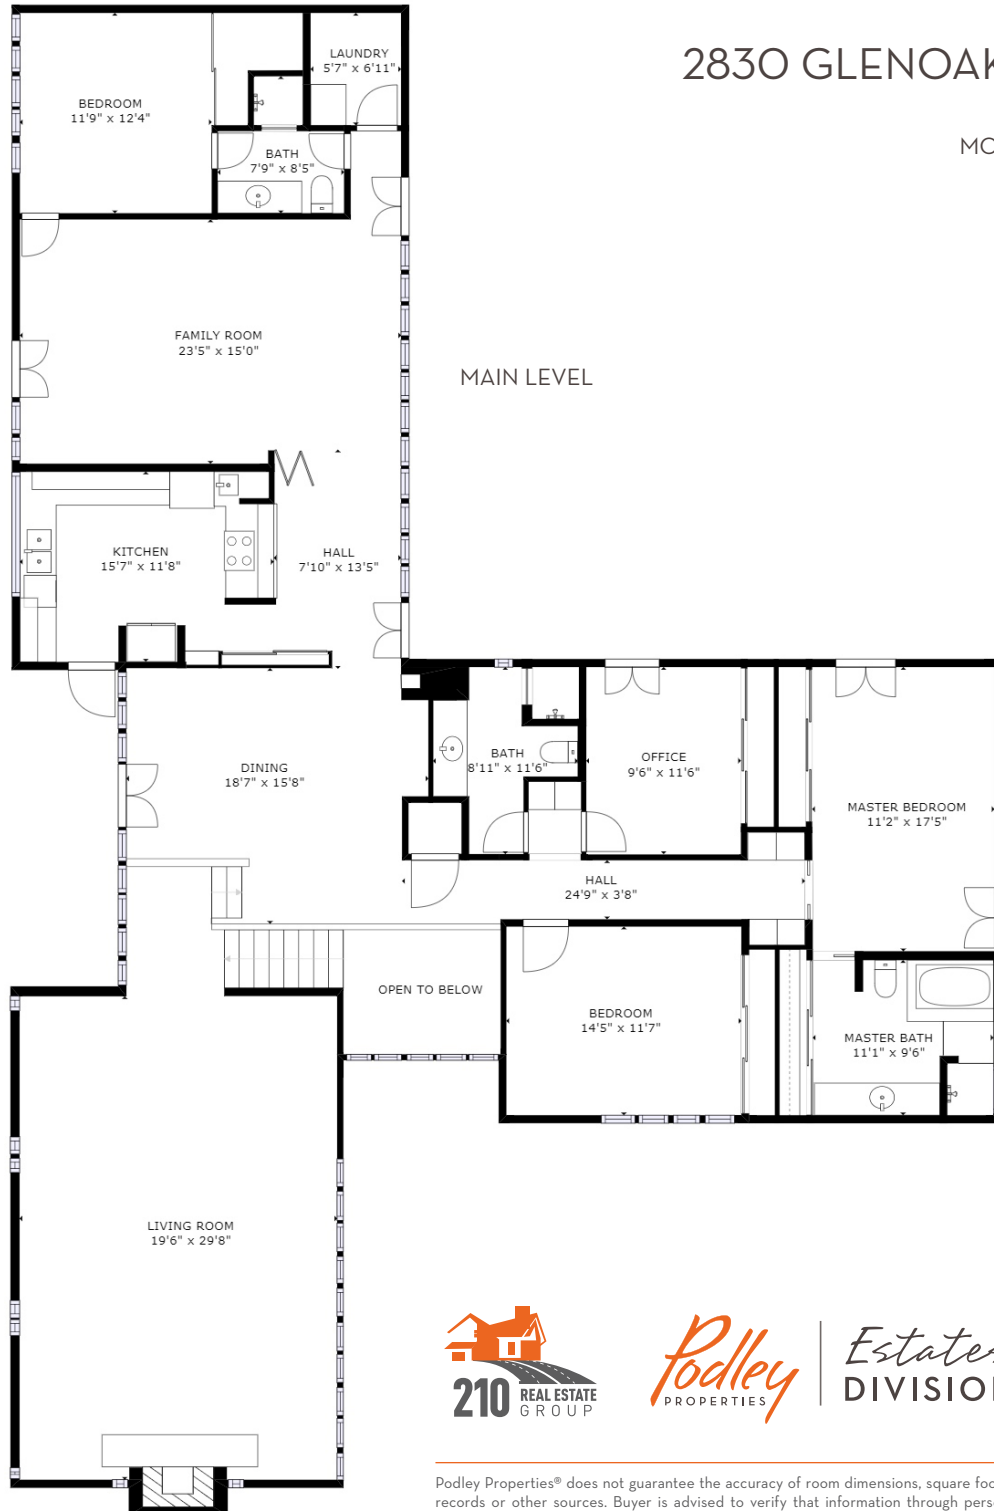 2830 GLENOAK
MO
LAUNDRY
5'7" x 6'11"
BEDROOM
11'9" x 12'4"
BATH
7'9" x 8'5"
FAMILY ROOM
23'5" x 15'0"
MAIN LEVEL
KITCHEN
15'7" x 11'8"
HALL
7'10" x 13'5"
DINING
18'7" x 15'8"
BATH
8'11" x 11'6"
OFFICE
9'6" x 11'6"
MASTER BEDROOM
11'2" x 17'5"
HALL
24'9" x 3'8"
OPEN TO BELOW
BEDROOM
14'5" x 11'7"
MASTER BATH
11'1" x 9'6"
LIVING ROOM
19'6" x 29'8"
210 REAL ESTATE
GROUP
Podley
PROPERTIES
Estates
DIVISION
Podley Properties® does not guarantee the accuracy of room dimensions, square foo
records or other sources. Buyer is advised to verify that information through pers